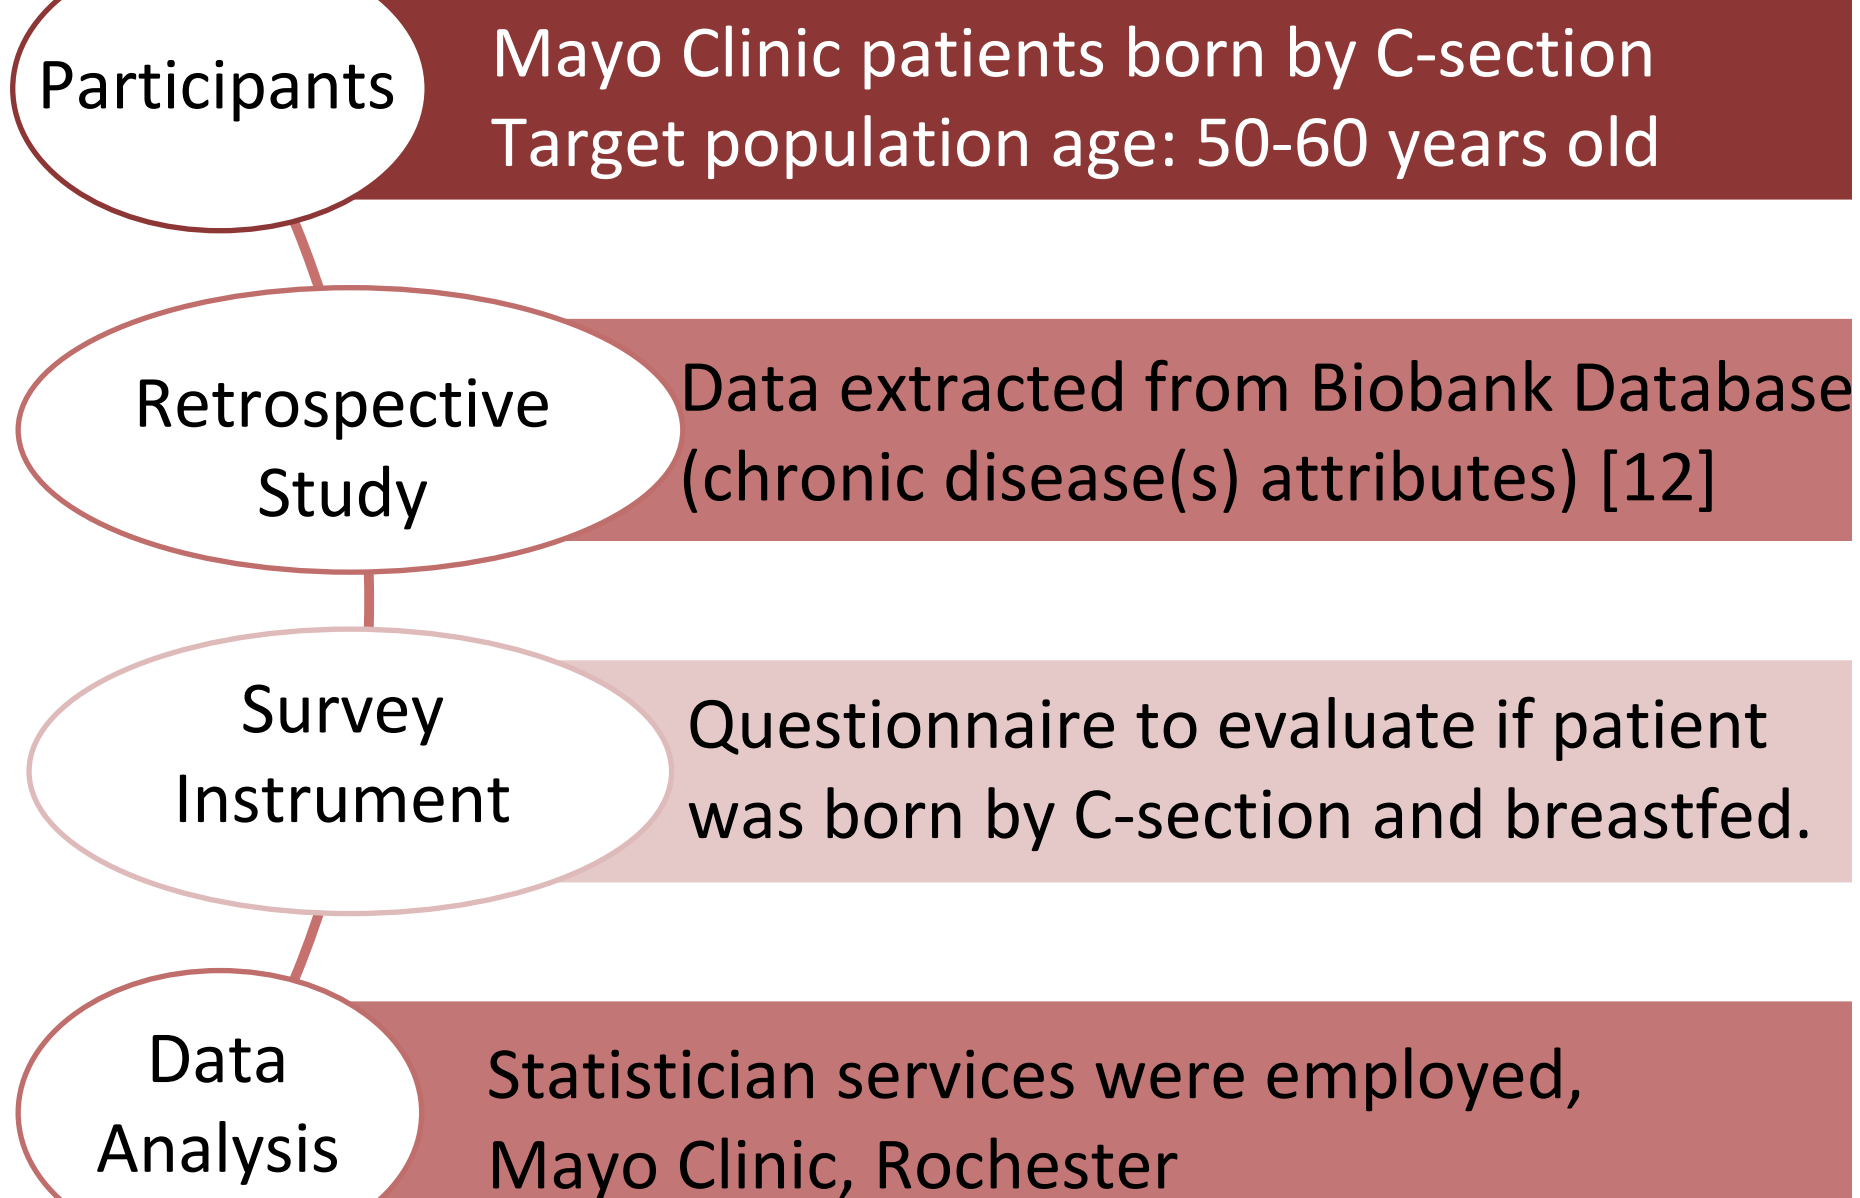 Participants
Mayo Clinic patients born by C-section
Target population age: 50-60 years old
Retrospective
Study
Data extracted from Biobank Database
(chronic disease(s) attributes) [12]
Survey
Instrument
Questionnaire to evaluate if patient
was born by C-section and breastfed.
Data
Analysis
Statistician services were employed,
Mayo Clinic, Rochester